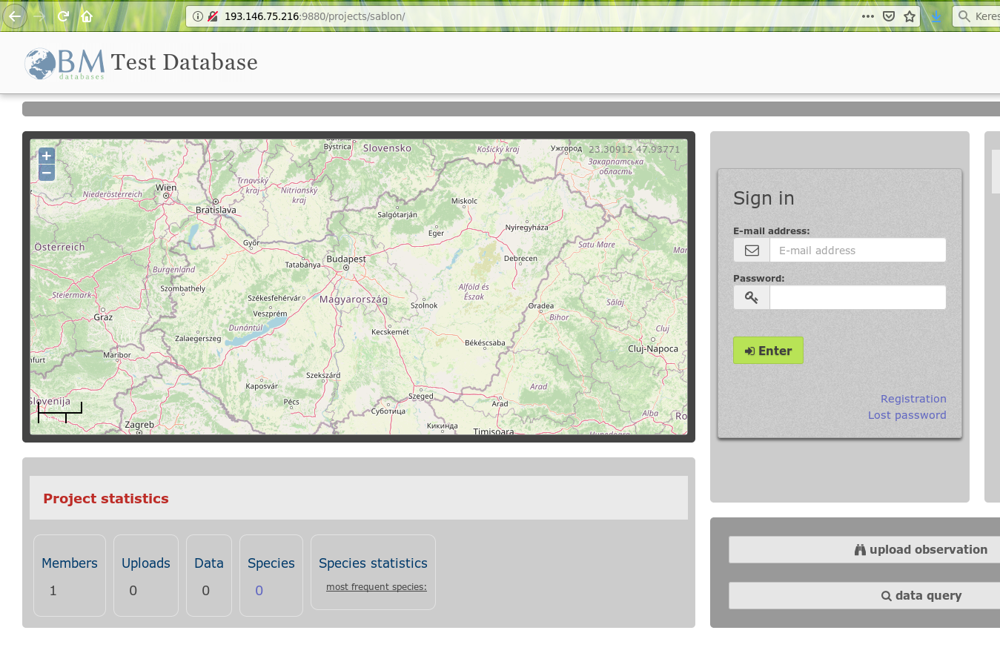 193.146.75.216:9880/projects/sablon/
Keres
BM
databases
Test Database
+
−
23.30912 47.93771
Bystrica
Slovensko
Košický kraj
Ужгород
Закарпатська
область
Trnavský
kraj
Nitriansky
kraj
Wien
Niederösterreich
Bratislava
Miskolc
Salgótarján
Eger
Nyíregyháza
Satu Mare
Österreich
Győr
Budapest
Tatabánya
Debrecen
Burgenland
Szombathely
Alföld és
Észak
Steiermark
Székesfehérvár
Magyarország
Szolnok
Oradea
Sălaj
Graz
Veszprém
Bihor
Dunántúl
Kecskemét
Cluj
Zalaegerszeg
Békéscsaba
Cluj-Napoca
Maribor
nfurt
Szekszárd
Kaposvár
Arad
Slovenija
Pécs
Szeged
Arad
Суботица
Alba
Ro
Zagreb
Кикинда
Timișoara
Hunedoara
Sign in
E-mail address:
E-mail address
Password:
Enter
Registration
Lost password
Project statistics
Members
1
Uploads
0
Data
0
Species
0
Species statistics
most frequent species:
upload observation
data query